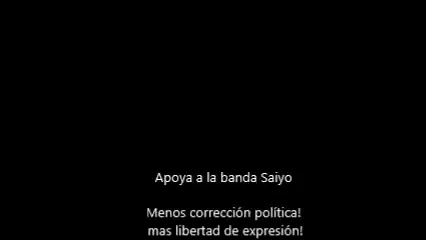 Apoya a la banda Saiyo
Menos corrección política!
mas libertad de expresión!